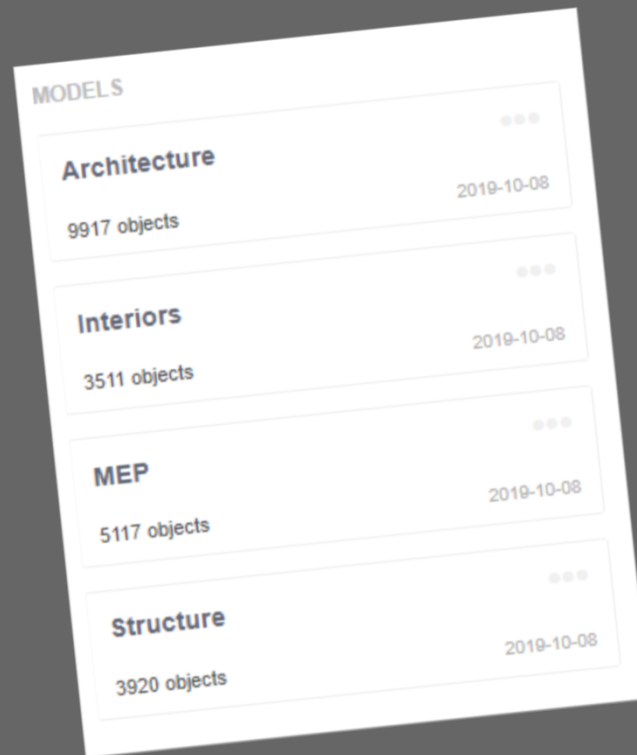 MODELS
Architecture
9917 objects
2019-10-08
Interiors
3511 objects
2019-10-08
MEP
5117 objects
2019-10-08
Structure
3920 objects
2019-10-08